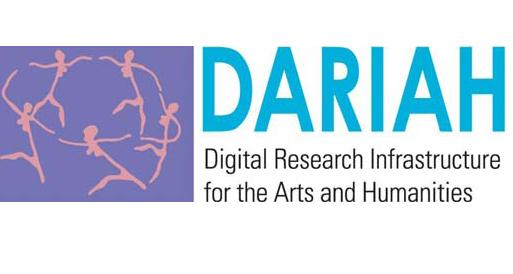 DARIAH
Digital Research Infrastructure
for the Arts and Humanities